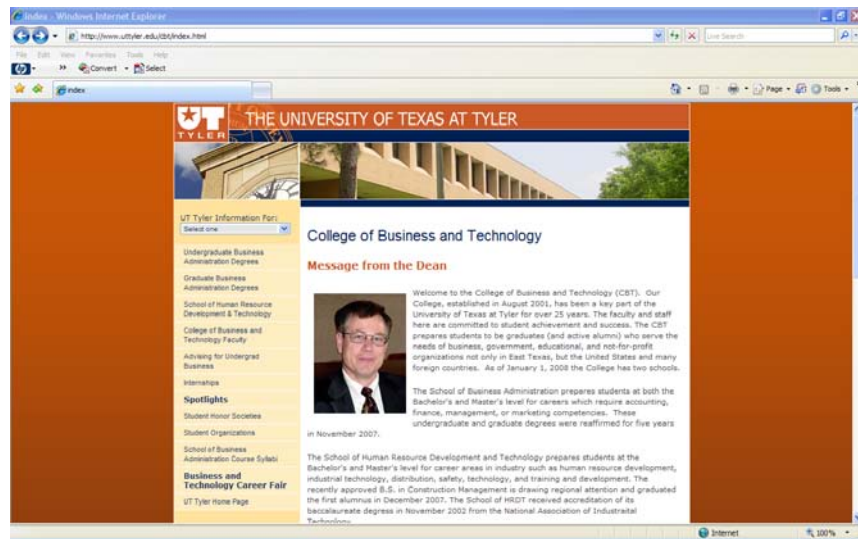 Index - Windows Internet Explorer
http://www.uttyler.edu/cbt/index.html
Live Search
File Edit View Favorites Tools Help
Convert Select
index
Page Tools
UT
TYLER
THE UNIVERSITY OF TEXAS AT TYLER
UT Tyler Information For:
Select one
Undergraduate Business
Administration Degrees
Graduate Business
Administration Degrees
School of Human Resource
Development & Technology
College of Business and
Technology Faculty
Advising for Undergrad
Business
Internships
Spotlights
Student Honor Societies
Student Organizations
School of Business
Administration Course Syllabi
Business and
Technology Career Fair
UT Tyler Home Page
College of Business and Technology
Message from the Dean
Welcome to the College of Business and Technology (CBT). Our
College, established in August 2001, has been a key part of the
University of Texas at Tyler for over 25 years. The faculty and staff
here are committed to student achievement and success. The CBT
prepares students to be graduates (and active alumni) who serve the
needs of business, government, educational, and not-for-profit
organizations not only in East Texas, but the United States and many
foreign countries. As of January 1, 2008 the College has two schools.
The School of Business Administration prepares students at both the
Bachelor's and Master's level for careers which require accounting,
finance, management, or marketing competencies. These
undergraduate and graduate degrees were reaffirmed for five years
in November 2007.
The School of Human Resource Development and Technology prepares students at the
Bachelor's and Master's level for career areas in industry such as human resource development,
industrial technology, distribution, safety, technology, and training and development. The
recently approved B.S. in Construction Management is drawing regional attention and graduated
the first alumnus in December 2007. The School of HRDT received accreditation of its
baccalaureate degress in November 2002 from the National Association of Industraital
Technology.
Internet
100%